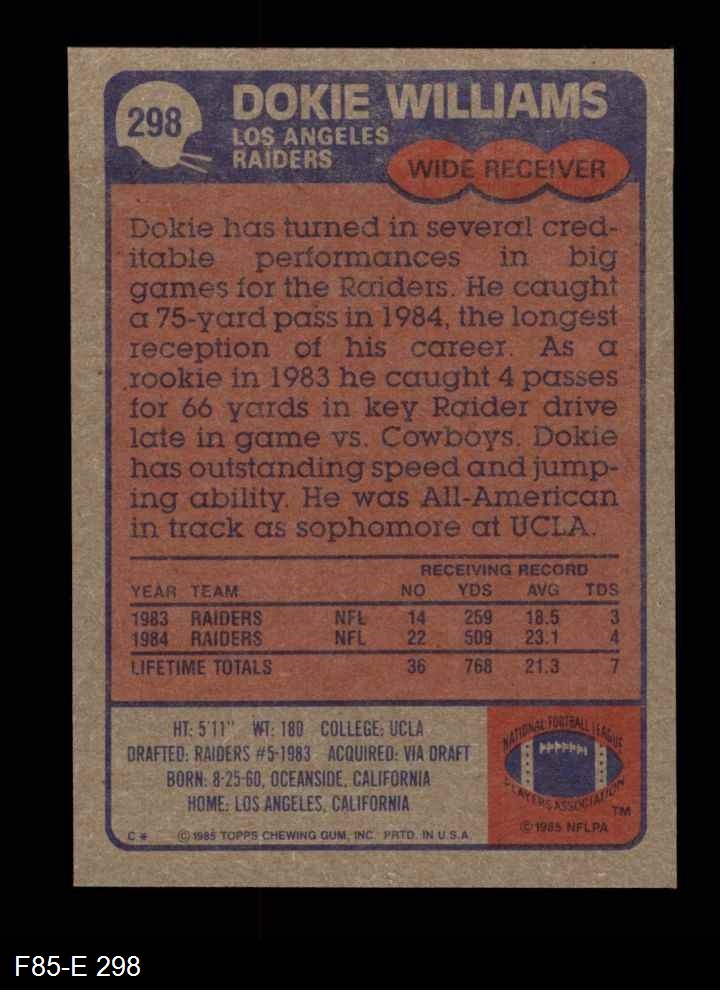 298
DOKIE WILLIAMS
LOS ANGELES
RAIDERS
WIDE RECEIVER
Dokie has turned in several cred-
itable performances in big
games for the Raiders. He caught
a 75-yard pass in 1984, the longest
reception of his career. As a
rookie in 1983 he caught 4 passes
for 66 yards in key Raider drive
late in game vs. Cowboys. Dokie
has outstanding speed and jump-
ing ability. He was All-American
in track as sophomore at UCLA.
RECEIVING RECORD
YEAR TEAM NO YDS AVG TDS
1983 RAIDERS NFL 14 259 18.5 3
1984 RAIDERS NFL 22 509 23.1 4
LIFETIME TOTALS 36 768 21.3 7
HT: 5'11" WT: 180 COLLEGE: UCLA
DRAFTED: RAIDERS #5-1983 ACQUIRED: VIA DRAFT
BORN: 8-25-60, OCEANSIDE, CALIFORNIA
HOME: LOS ANGELES, CALIFORNIA
C* © 1985 TOPPS CHEWING GUM, INC. PRTD. IN U.S.A.
NATIONAL FOOTBALL LEAGUE
PLAYERS ASSOCIATION
TM
© 1985 NFLPA
F85-E 298